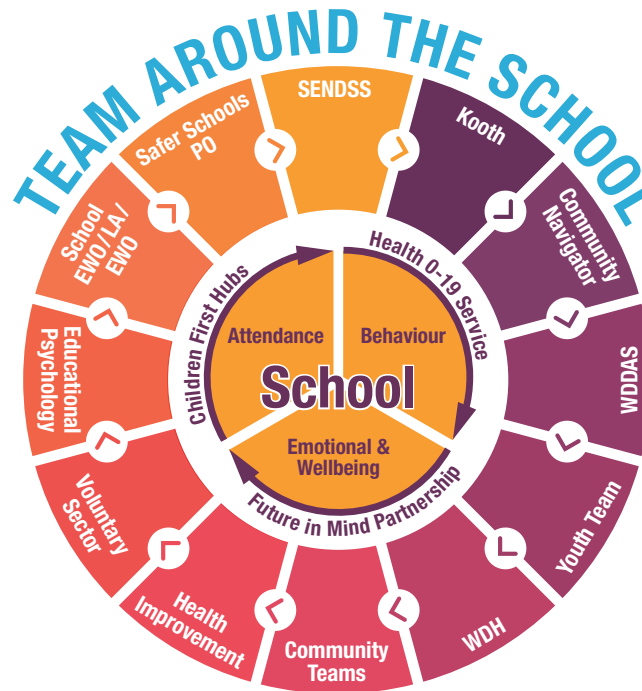 TEAM AROUND THE SCHOOL
SENDSS
Kooth
Community
Navigator
WDDAS
Youth Team
WDH
Community
Teams
Health
Improvement
Voluntary
Sector
Educational
Psychology
School
EWO/LA/
EWO
Safer Schools
PO
Children First Hubs
Health 0-19 Service
Future in Mind Partnership
Attendance
Behaviour
School
Emotional &
Wellbeing